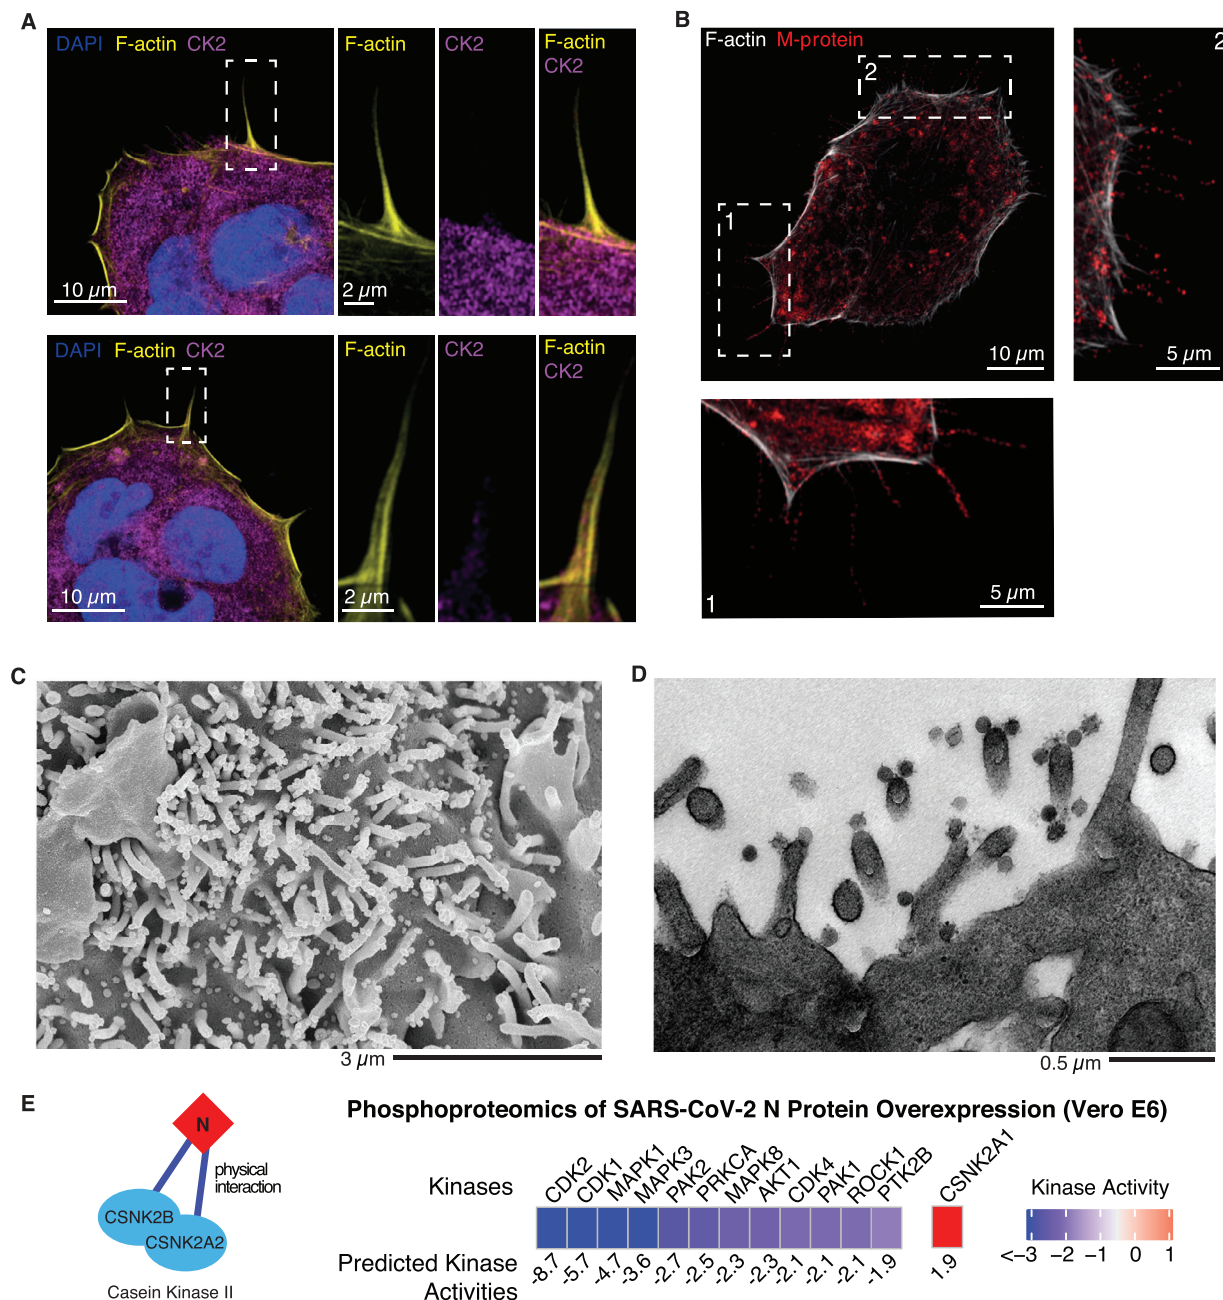 A
DAPI F-actin CK2
10 µm
F-actin
2 µm
CK2
F-actin
CK2
DAPI F-actin CK2
10 µm
F-actin
2 µm
CK2
F-actin
CK2
B
F-actin M-protein
2
1
10 µm
2
5 µm
1
5 µm
C
3 µm
D
0.5 µm
E
N
physical
interaction
CSNK2B
CSNK2A2
Casein Kinase II
Phosphoproteomics of SARS-CoV-2 N Protein Overexpression (Vero E6)
Kinases
CDK2 CDK1 MAPK1 MAPK3 PAK2 PRKCA MAPK8 AKT1 CDK4 PAK1 ROCK1 PTK2B CSNK2A1
Predicted Kinase
Activities
-8.7 -5.7 -4.7 -3.6 -2.7 -2.5 -2.3 -2.3 -2.1 -2.1 -2.1 -1.9 1.9
Kinase Activity
<−3 −2 −1 0 1